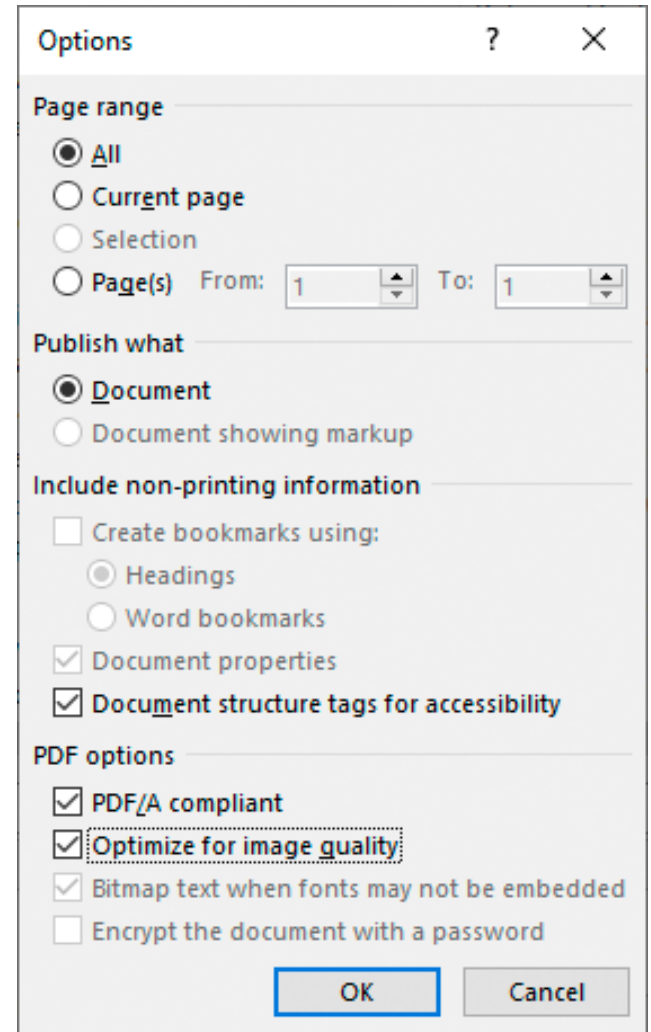 Options ?
Page range
All
Current page
Selection
Page(s) From: 1 To: 1
Publish what
Document
Document showing markup
Include non-printing information
Create bookmarks using:
Headings
Word bookmarks
Document properties
Document structure tags for accessibility
PDF options
PDF/A compliant
Optimize for image quality
Bitmap text when fonts may not be embedded
Encrypt the document with a password
OK Cancel